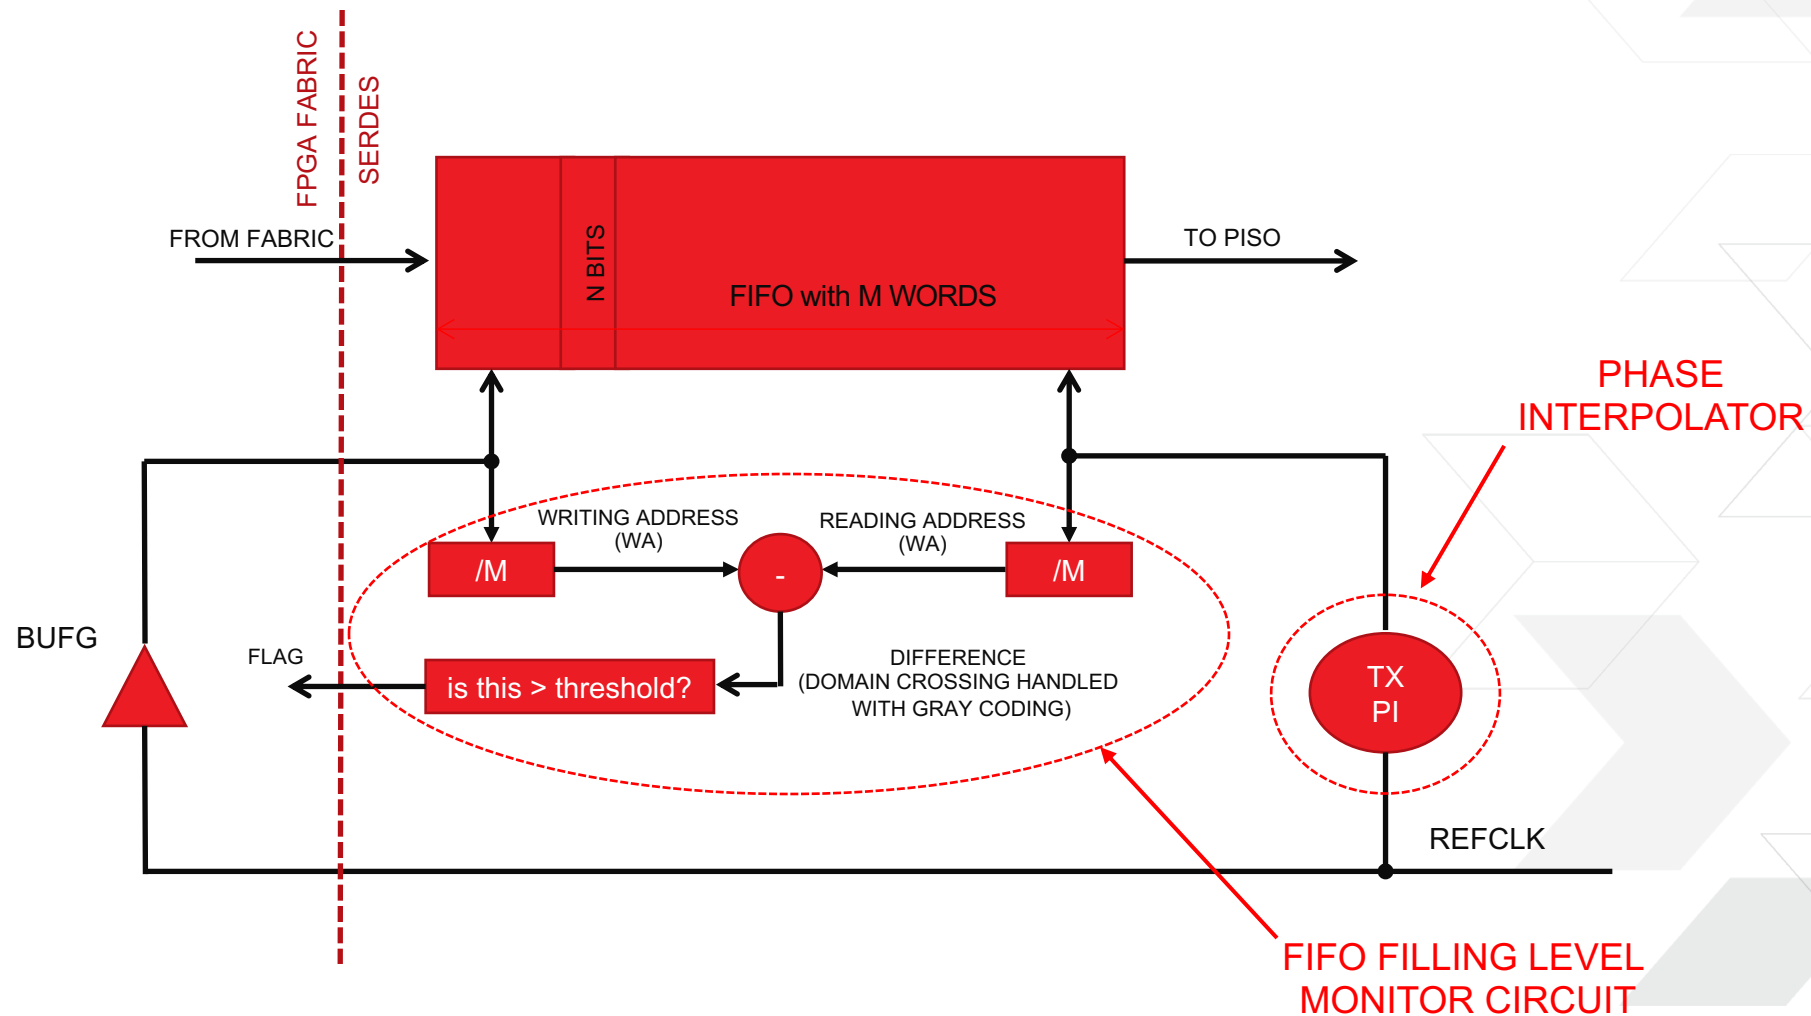 FPGA FABRIC
SERDES
FROM FABRIC
N BITS
FIFO with M WORDS
TO PISO
PHASE
INTERPOLATOR
WRITING ADDRESS
(WA)
READING ADDRESS
(WA)
/M
-
/M
BUFG
FLAG
is this > threshold?
DIFFERENCE
(DOMAIN CROSSING HANDLED
WITH GRAY CODING)
TX
PI
REFCLK
FIFO FILLING LEVEL
MONITOR CIRCUIT